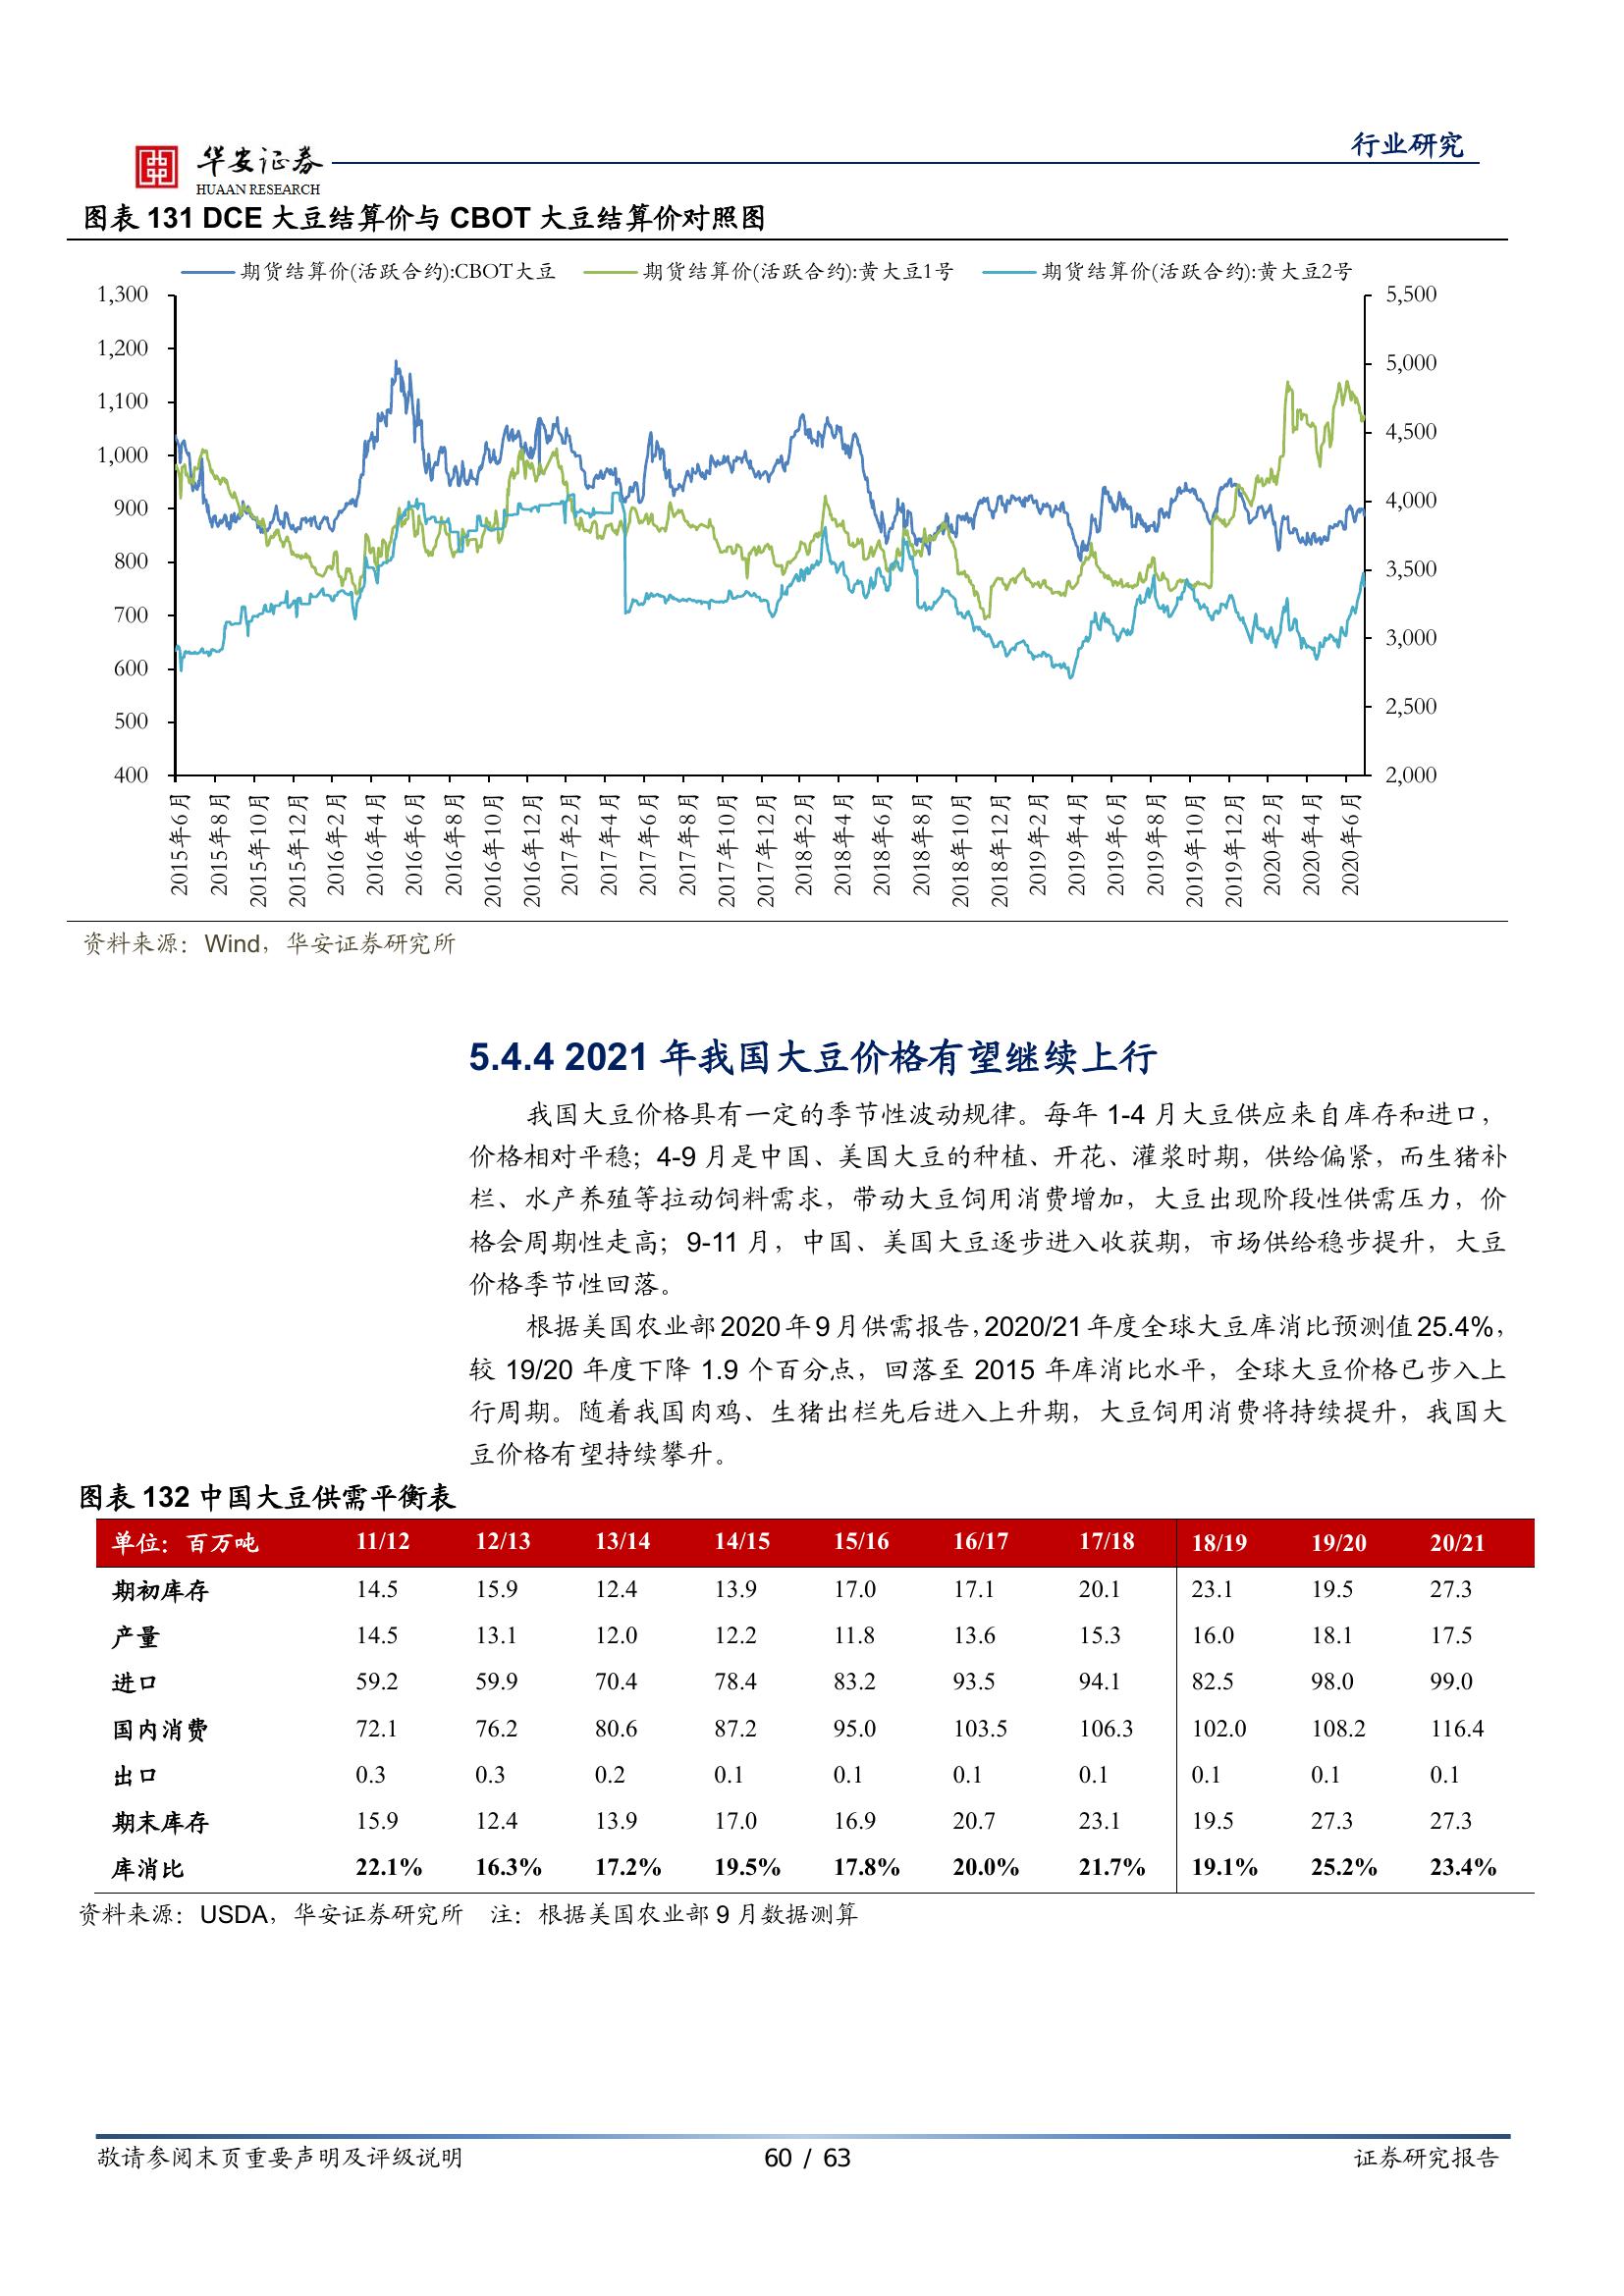 行业研究
华安证券
HUAAN RESEARCH
图表 131 DCE 大豆结算价与 CBOT 大豆结算价对照图
期货结算价(活跃合约):CBOT大豆 期货结算价(活跃合约):黄大豆1号 期货结算价(活跃合约):黄大豆2号
1,300
1,200
1,100
1,000
900
800
700
600
500
400
5,500
5,000
4,500
4,000
3,500
3,000
2,500
2,000
2015年6月
2015年8月
2015年10月
2015年12月
2016年2月
2016年4月
2016年6月
2016年8月
2016年10月
2016年12月
2017年2月
2017年4月
2017年6月
2017年8月
2017年10月
2017年12月
2018年2月
2018年4月
2018年6月
2018年8月
2018年10月
2018年12月
2019年2月
2019年4月
2019年6月
2019年8月
2019年10月
2019年12月
2020年2月
2020年4月
2020年6月
资料来源：Wind，华安证券研究所
5.4.4 2021 年我国大豆价格有望继续上行
我国大豆价格具有一定的季节性波动规律。每年 1-4 月大豆供应来自库存和进口，
价格相对平稳；4-9 月是中国、美国大豆的种植、开花、灌浆时期，供给偏紧，而生猪补
栏、水产养殖等拉动饲料需求，带动大豆饲用消费增加，大豆出现阶段性供需压力，价
格会周期性走高；9-11 月，中国、美国大豆逐步进入收获期，市场供给稳步提升，大豆
价格季节性回落。
根据美国农业部 2020 年 9 月供需报告，2020/21 年度全球大豆库消比预测值 25.4%，
较 19/20 年度下降 1.9 个百分点，回落至 2015 年库消比水平，全球大豆价格已步入上
行周期。随着我国肉鸡、生猪出栏先后进入上升期，大豆饲用消费将持续提升，我国大
豆价格有望持续攀升。
图表 132 中国大豆供需平衡表
单位：百万吨 11/12 12/13 13/14 14/15 15/16 16/17 17/18 18/19 19/20 20/21
期初库存 14.5 15.9 12.4 13.9 17.0 17.1 20.1 23.1 19.5 27.3
产量 14.5 13.1 12.0 12.2 11.8 13.6 15.3 16.0 18.1 17.5
进口 59.2 59.9 70.4 78.4 83.2 93.5 94.1 82.5 98.0 99.0
国内消费 72.1 76.2 80.6 87.2 95.0 103.5 106.3 102.0 108.2 116.4
出口 0.3 0.3 0.2 0.1 0.1 0.1 0.1 0.1 0.1 0.1
期末库存 15.9 12.4 13.9 17.0 16.9 20.7 23.1 19.5 27.3 27.3
库消比 22.1% 16.3% 17.2% 19.5% 17.8% 20.0% 21.7% 19.1% 25.2% 23.4%
资料来源：USDA，华安证券研究所 注：根据美国农业部 9 月数据测算
敬请参阅末页重要声明及评级说明 60 / 63 证券研究报告